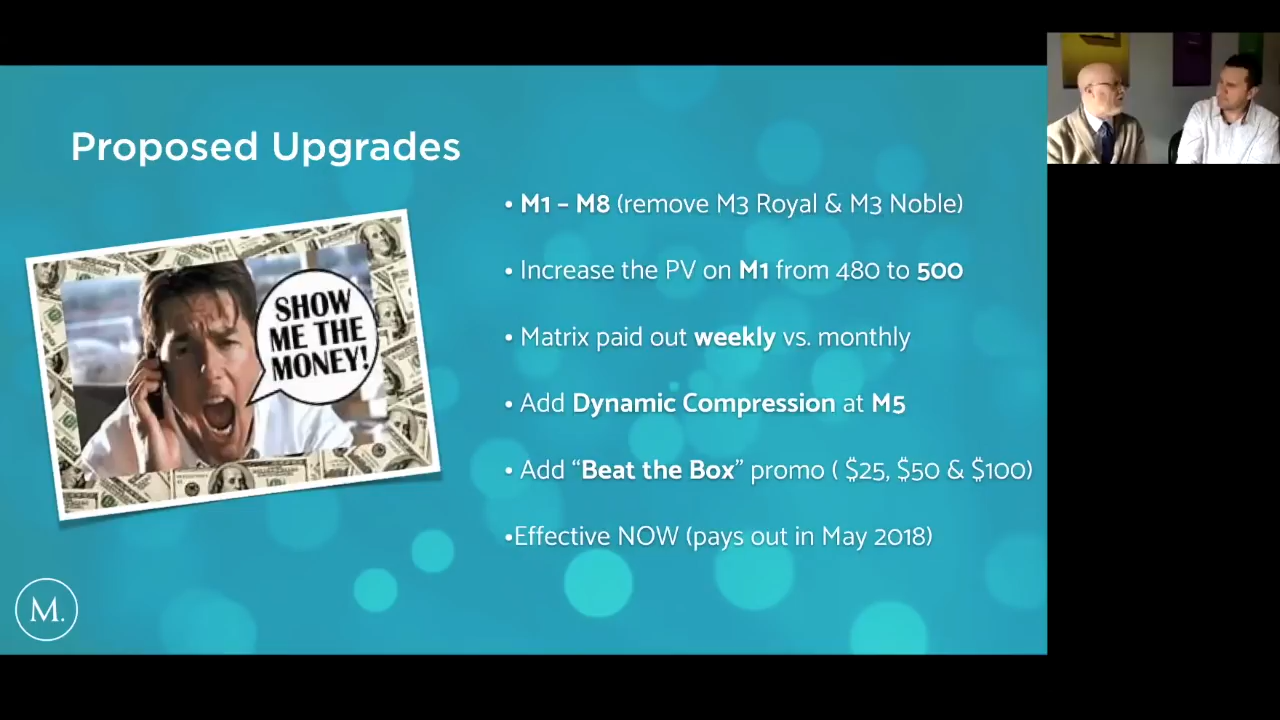 Proposed Upgrades
SHOW
ME THE
MONEY!
• M1 – M8 (remove M3 Royal & M3 Noble)
• Increase the PV on M1 from 480 to 500
• Matrix paid out weekly vs. monthly
• Add Dynamic Compression at M5
• Add “Beat the Box” promo ( $25, $50 & $100)
•Effective NOW (pays out in May 2018)
M.